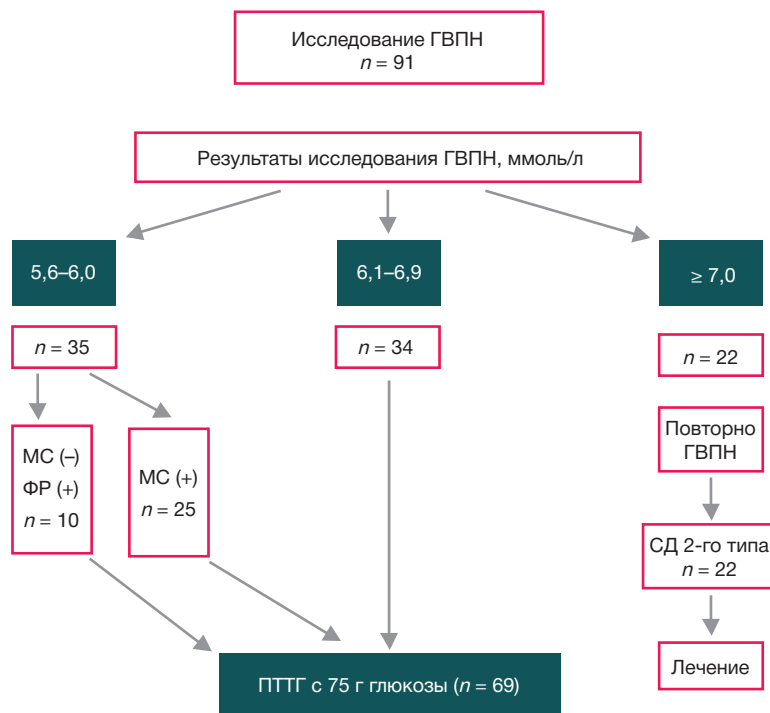 Исследование ГВПН
n = 91
Результаты исследования ГВПН, ммоль/л
5,6–6,0
6,1–6,9
≥ 7,0
n = 35
n = 34
n = 22
МС (–)
ФР (+)
n = 10
МС (+)
n = 25
Повторно
ГВПН
СД 2-го типа
n = 22
Лечение
ПТТГ с 75 г глюкозы (n = 69)